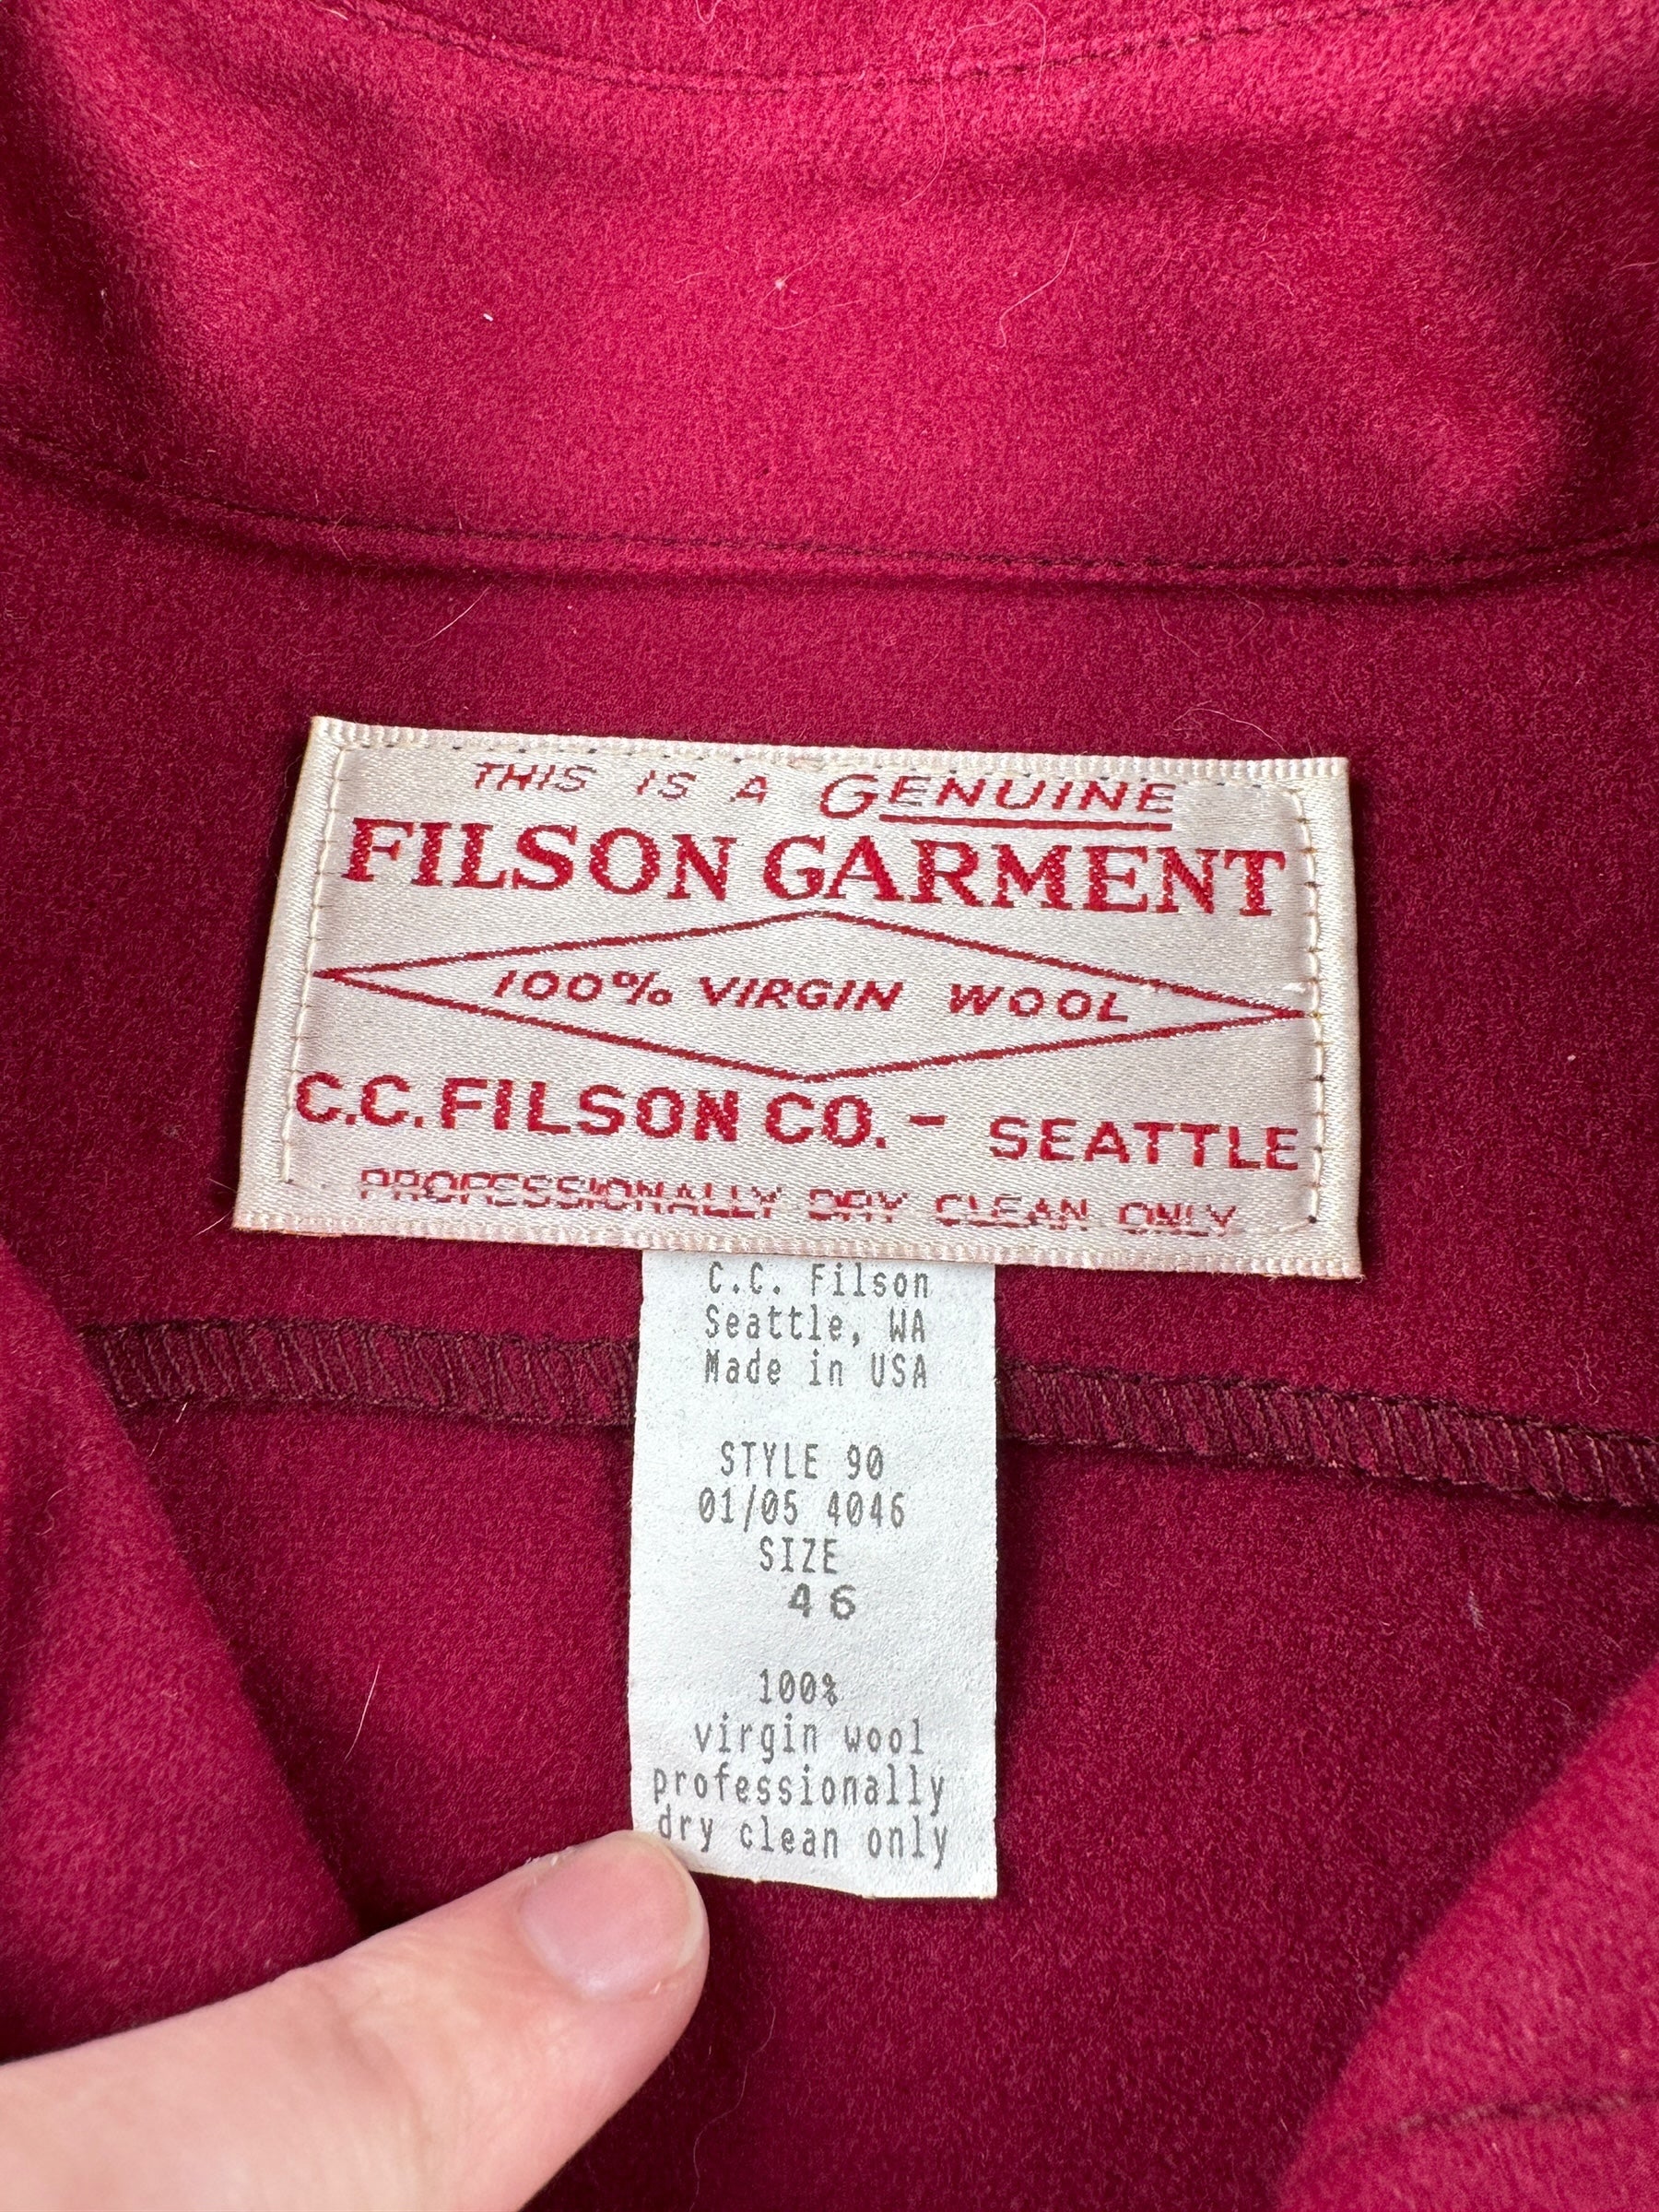 THIS IS A GENUINE
FILSON GARMENT
100% VIRGIN WOOL
C.C. FILSON CO. - SEATTLE
PROFESSIONALLY DRY CLEAN ONLY
C.C. Filson
Seattle, WA
Made in USA
STYLE 90
01/05 4046
SIZE
46
100%
virgin wool
professionally
dry clean only